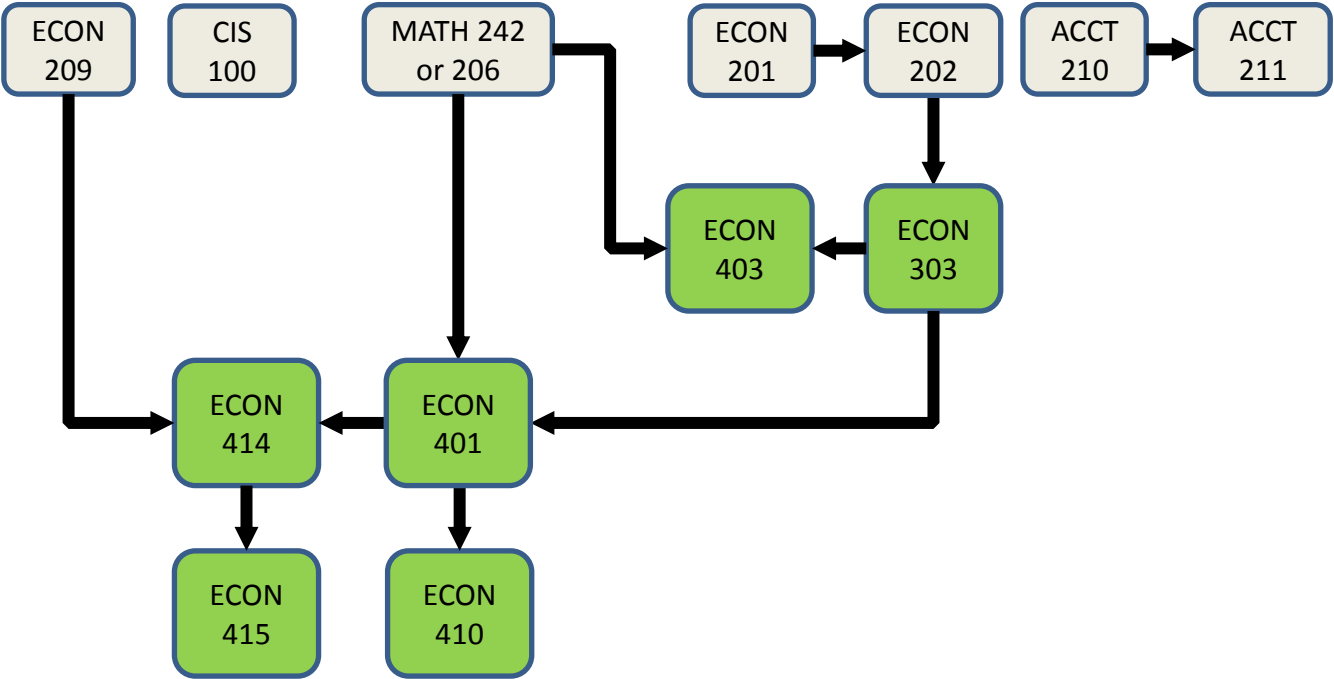 ECON
209
CIS
100
MATH 242
or 206
ECON
201
ECON
202
ACCT
210
ACCT
211
ECON
403
ECON
303
ECON
414
ECON
401
ECON
415
ECON
410